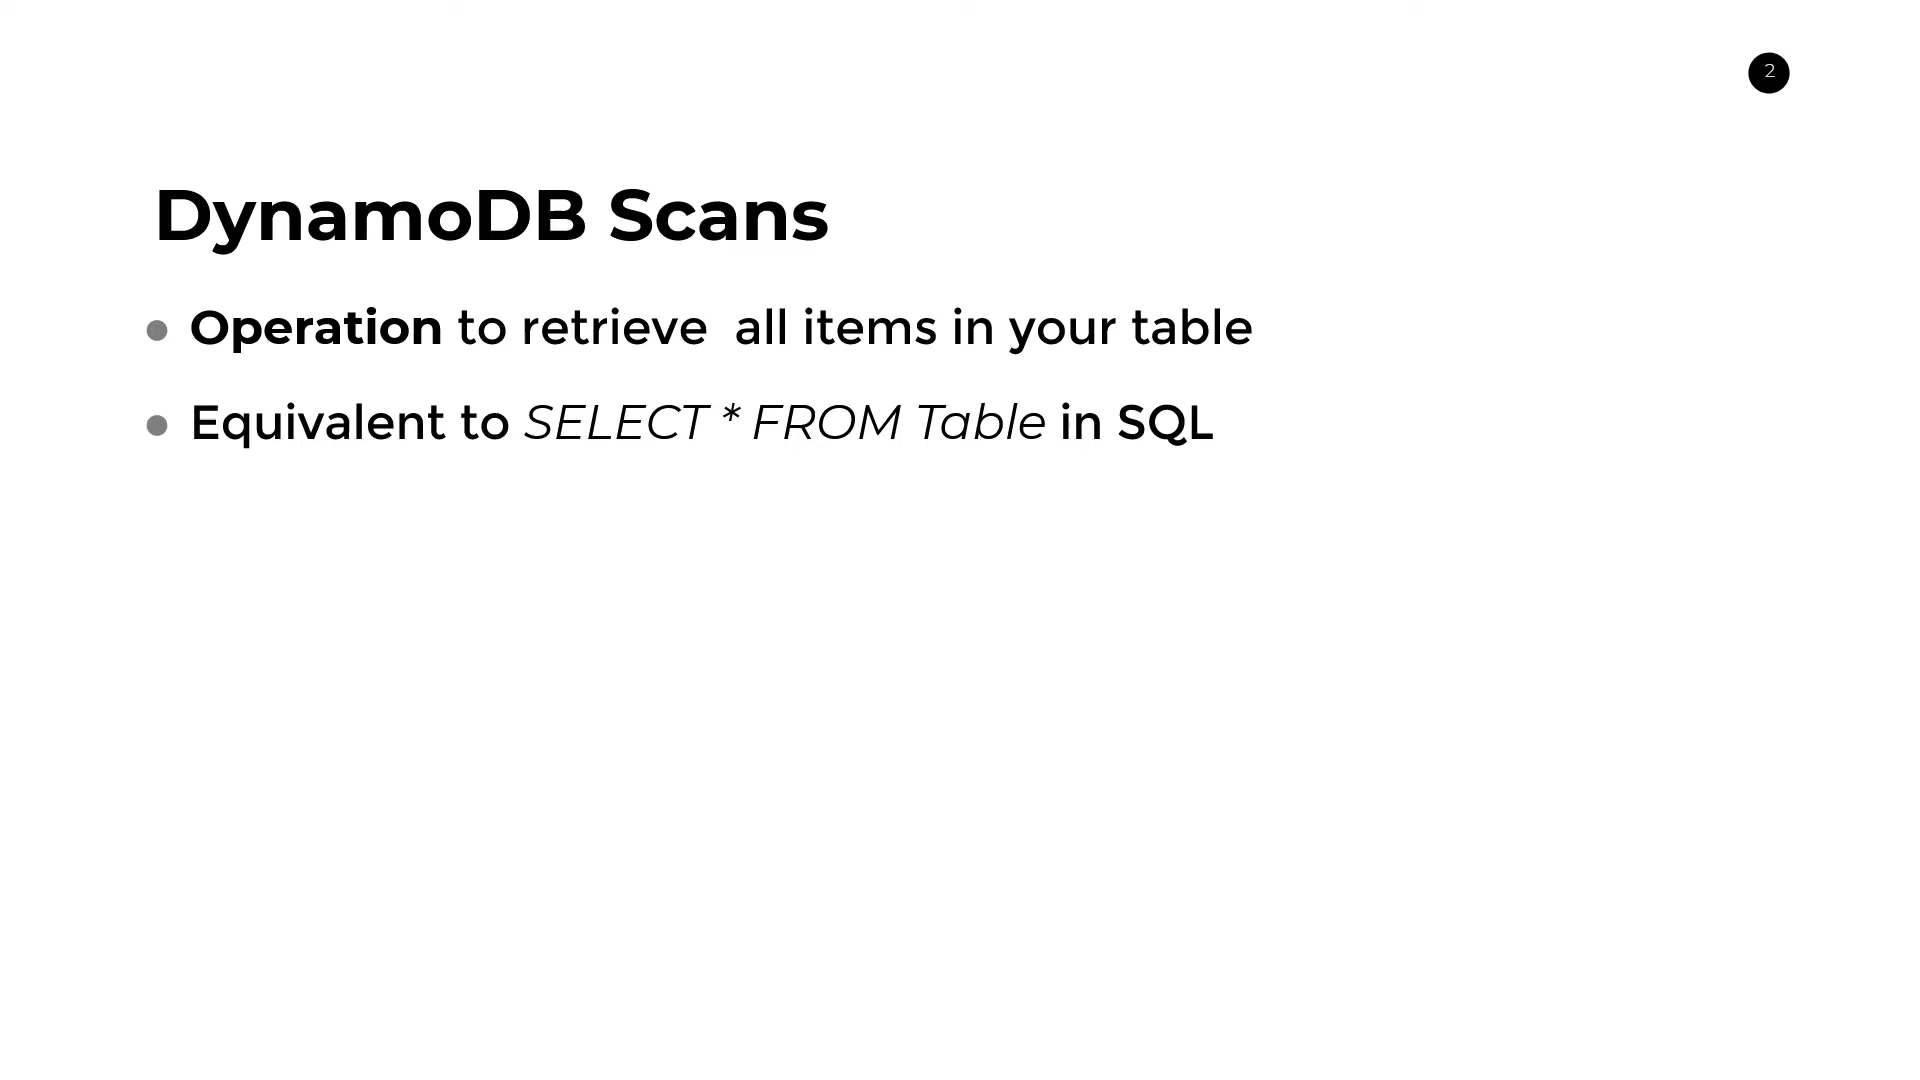 2
DynamoDB Scans
● Operation to retrieve  all items in your table
● Equivalent to SELECT * FROM Table in SQL